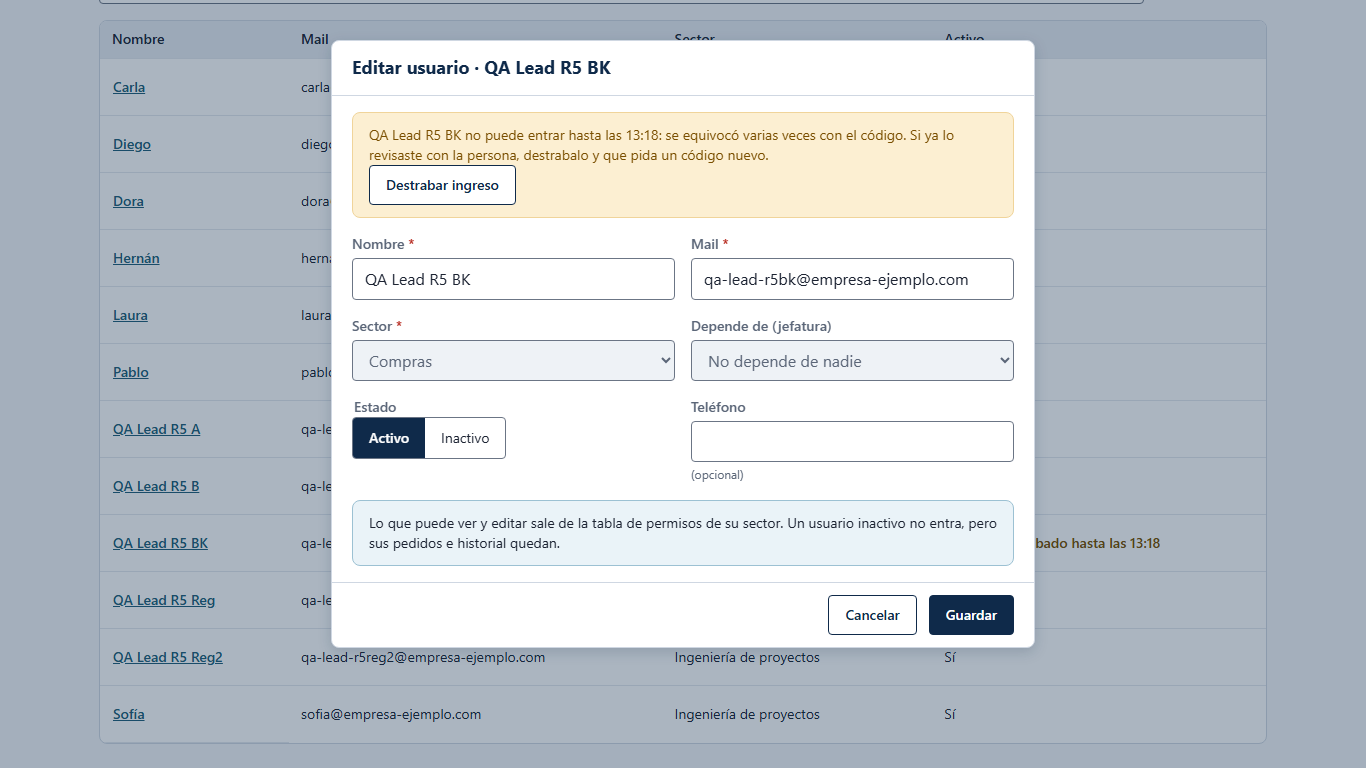 Nombre Mail Sector Activo
Editar usuario · QA Lead R5 BK
QA Lead R5 BK no puede entrar hasta las 13:18: se equivocó varias veces con el código. Si ya lo
revisaste con la persona, destrabalo y que pida un código nuevo.
Destrabar ingreso
Nombre *
Mail *
QA Lead R5 BK
qa-lead-r5bk@empresa-ejemplo.com
Sector *
Depende de (jefatura)
Compras
No depende de nadie
Estado
Teléfono
Activo
Inactivo
(opcional)
Lo que puede ver y editar sale de la tabla de permisos de su sector. Un usuario inactivo no entra, pero
sus pedidos e historial quedan.
Cancelar
Guardar
Carla carla
Diego
Dora dora
Hernán
Laura laura
Pablo
QA Lead R5 A qa-le
QA Lead R5 B qa-le
QA Lead R5 BK qa-le bado hasta las 13:18
QA Lead R5 Reg qa-le
QA Lead R5 Reg2 qa-lead-r5reg2@empresa-ejemplo.com Ingeniería de proyectos Sí
Sofía sofia@empresa-ejemplo.com Ingeniería de proyectos Sí